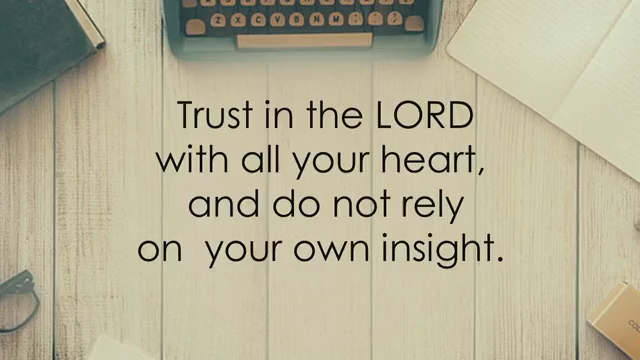 Z X C V B N M
Trust in the LORD
with all your heart,
and do not rely
on your own insight.